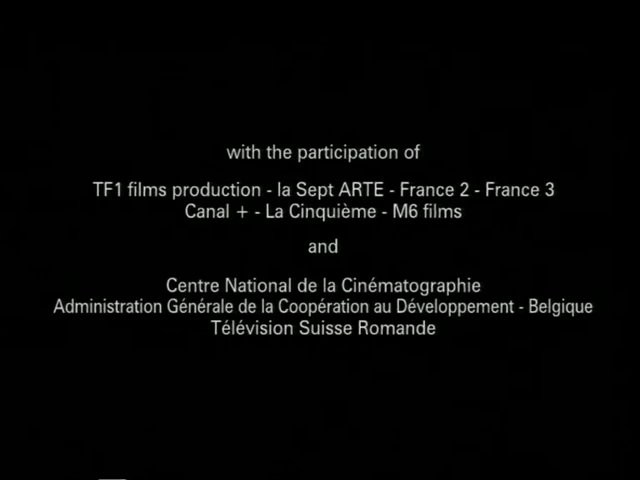 with the participation of
TF1 films production - la Sept ARTE - France 2 - France 3
Canal + - La Cinquième - M6 films
and
Centre National de la Cinématographie
Administration Générale de la Coopération au Développement - Belgique
Télévision Suisse Romande